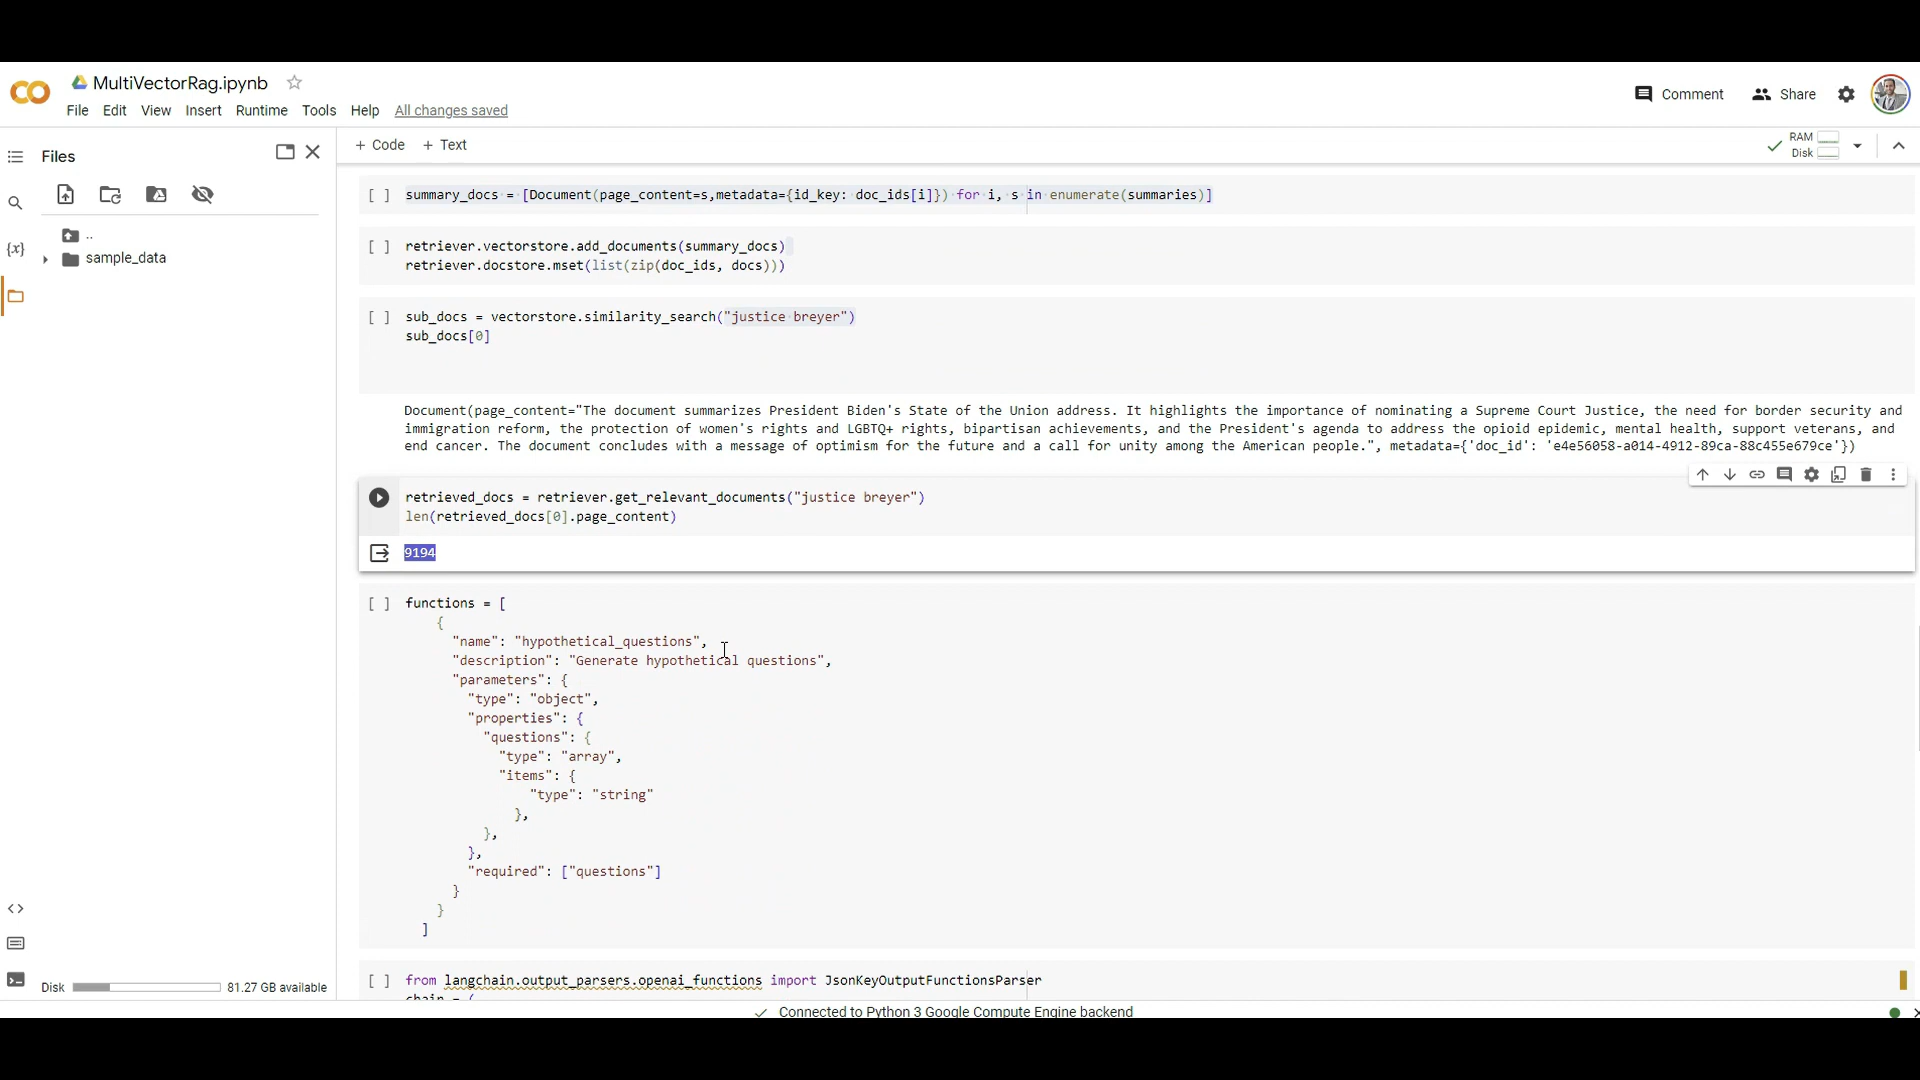 MultiVectorRag.ipynb
File Edit View Insert Runtime Tools Help All changes saved
Comment Share
+ Code + Text
RAM
Disk
Files
..
sample_data
Disk 81.27 GB available
[ ] summary_docs = [Document(page_content=s,metadata={id_key: doc_ids[i]}) for i, s in enumerate(summaries)]
[ ] retriever.vectorstore.add_documents(summary_docs)
retriever.docstore.mset(list(zip(doc_ids, docs)))
[ ] sub_docs = vectorstore.similarity_search("justice breyer")
sub_docs[0]
Document(page_content="The document summarizes President Biden's State of the Union address. It highlights the importance of nominating a Supreme Court Justice, the need for border security and
immigration reform, the protection of women's rights and LGBTQ+ rights, bipartisan achievements, and the President's agenda to address the opioid epidemic, mental health, support veterans, and
end cancer. The document concludes with a message of optimism for the future and a call for unity among the American people.", metadata={'doc_id': 'e4e56058-a014-4912-89ca-88c455e679ce'})
retrieved_docs = retriever.get_relevant_documents("justice breyer")
len(retrieved_docs[0].page_content)
9194
[ ] functions = [
{
"name": "hypothetical_questions",
"description": "Generate hypothetical questions",
"parameters": {
"type": "object",
"properties": {
"questions": {
"type": "array",
"items": {
"type": "string"
},
},
},
"required": ["questions"]
}
}
]
[ ] from langchain.output_parsers.openai_functions import JsonKeyOutputFunctionsParser
chain = (
Connected to Python 3 Google Compute Engine backend